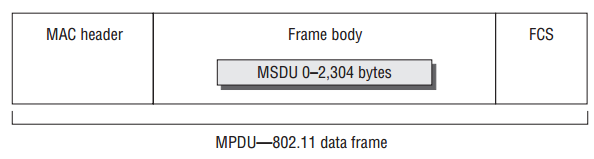 MAC header
Frame body
FCS
MSDU 0–2,304 bytes
MPDU—802.11 data frame